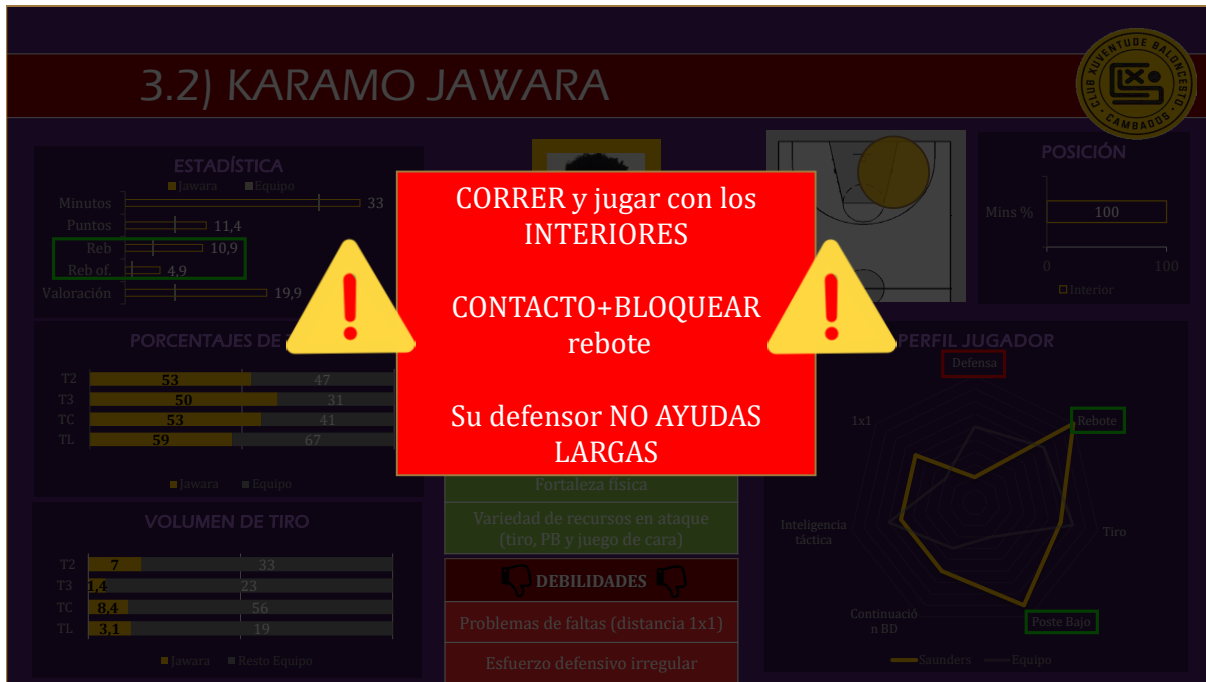 3.2) KARAMO JAWARA
CLUB XUVENTUDE BALONCESTO
CAMBADOS
ESTADÍSTICA
Jawara Equipo
Minutos 33
Puntos 11,4
Reb 10,9
Reb of. 4,9
Valoración 19,9
PORCENTAJES DE
T2 53 47
T3 50 31
TC 53 41
TL 59 67
Jawara Equipo
VOLUMEN DE TIRO
T2 7 33
T3 1,4 23
TC 8,4 56
TL 3,1 19
Jawara Resto Equipo
CORRER y jugar con los
INTERIORES
CONTACTO+BLOQUEAR
rebote
Su defensor NO AYUDAS
LARGAS
Fortaleza física
Variedad de recursos en ataque
(tiro, PB y juego de cara)
DEBILIDADES
Problemas de faltas (distancia 1x1)
Esfuerzo defensivo irregular
POSICIÓN
Mins % 100
0 100
Interior
PERFIL JUGADOR
Defensa
1x1 Rebote
Inteligencia
táctica
Tiro
Continuació
n BD
Poste Bajo
Saunders Equipo